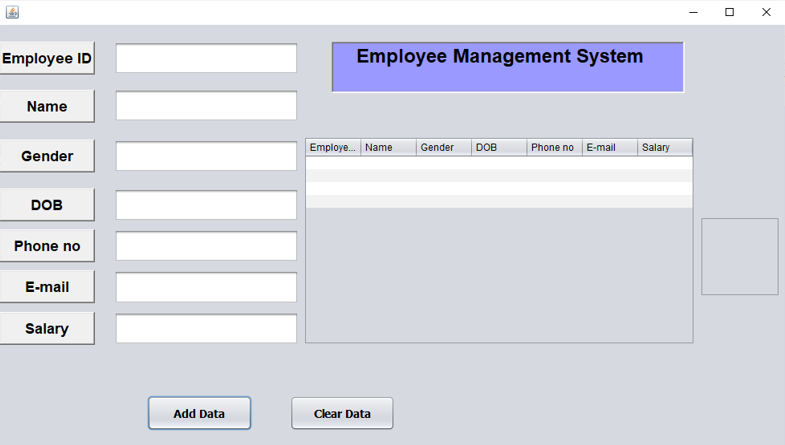 Employee ID
Employee Management System
Name
Gender
Employe... Name Gender DOB Phone no E-mail Salary
DOB
Phone no
E-mail
Salary
Add Data Clear Data